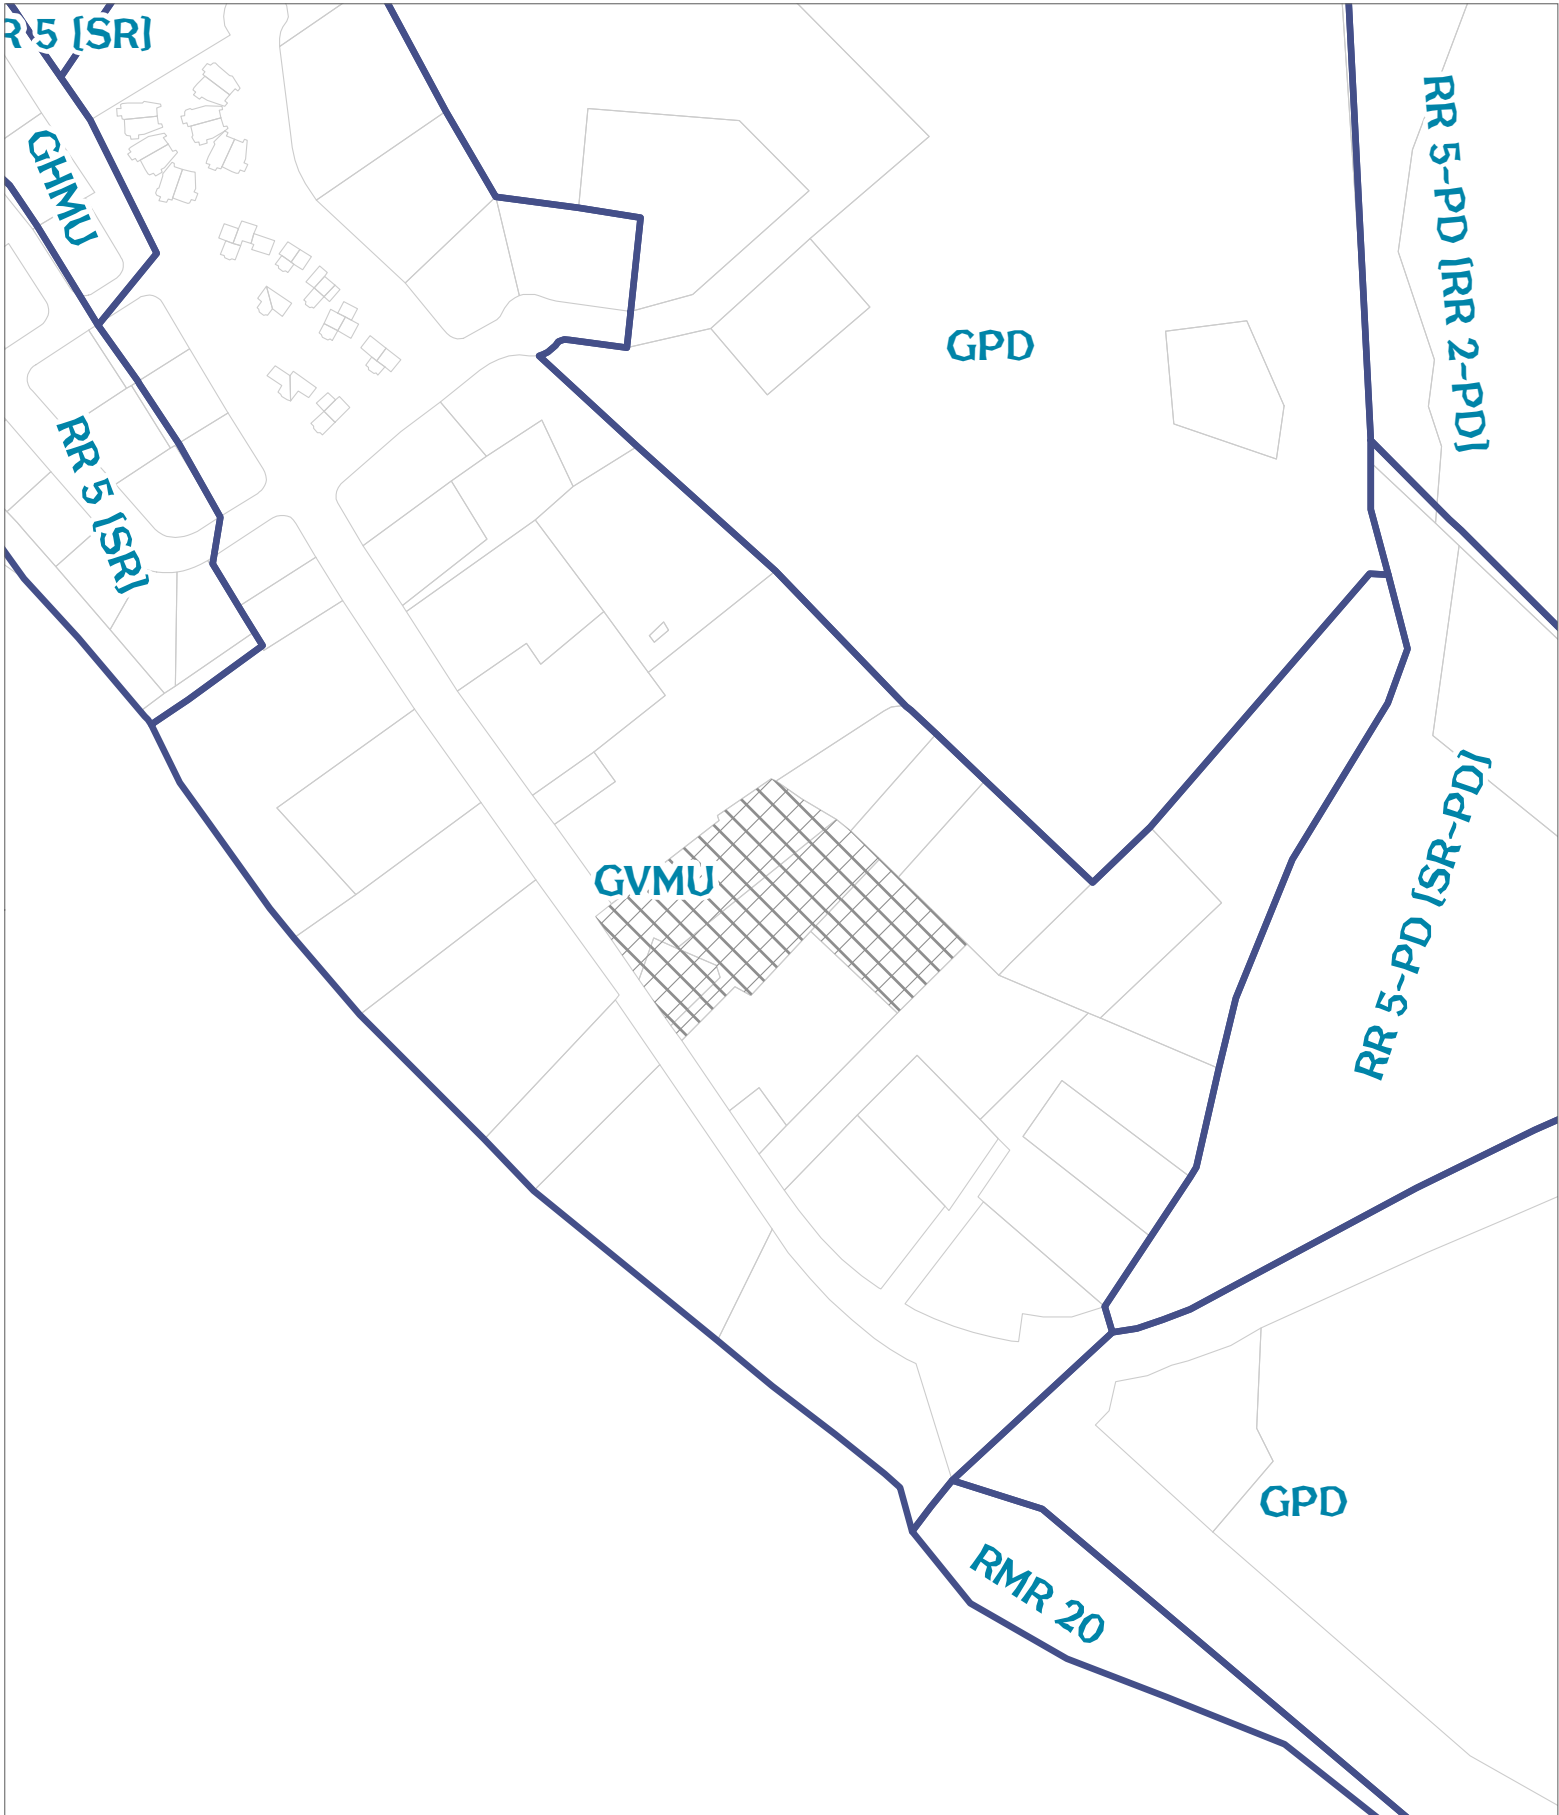 R 5 [SR]
GHMU
RR 5-PD [RR 2-PD]
GPD
RR 5 [SR]
RR 5-PD [SR-PD]
GVMU
GPD
RMR 20